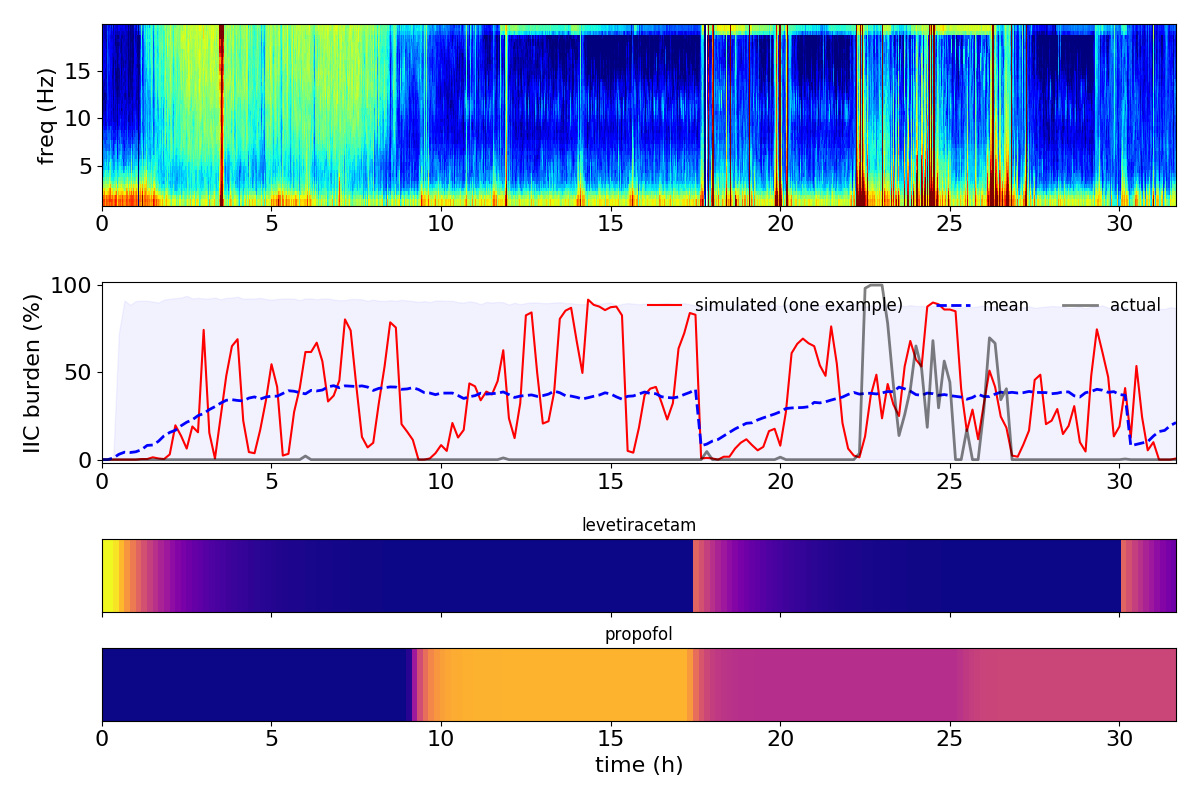 freq (Hz)
15
10
5
0 5 10 15 20 25 30
IIC burden (%)
100
50
0
simulated (one example) mean actual
0 5 10 15 20 25 30
levetiracetam
propofol
0 5 10 15 20 25 30
time (h)